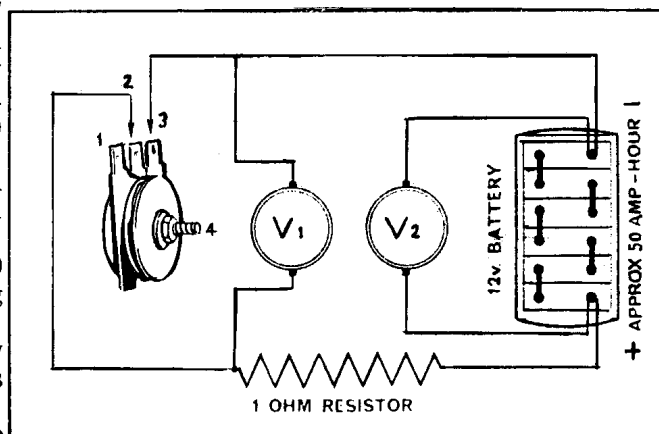 2
3
1
4
V1
V2
12v. BATTERY
+ APPROX 50 AMP-HOUR
1 OHM RESISTOR